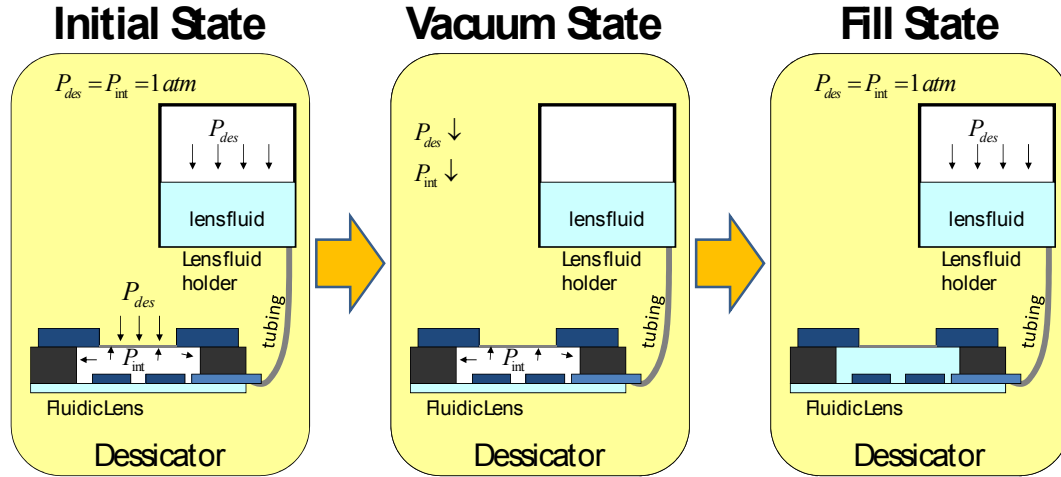 Initial State
P_des = P_int = 1 atm
P_des
lensfluid
Lensfluid
holder
P_des
tubing
P_int
FluidicLens
Dessicator
Vacuum State
P_des ↓
P_int ↓
lensfluid
Lensfluid
holder
tubing
P_int
FluidicLens
Dessicator
Fill State
P_des = P_int = 1 atm
P_des
lensfluid
Lensfluid
holder
tubing
FluidicLens
Dessicator